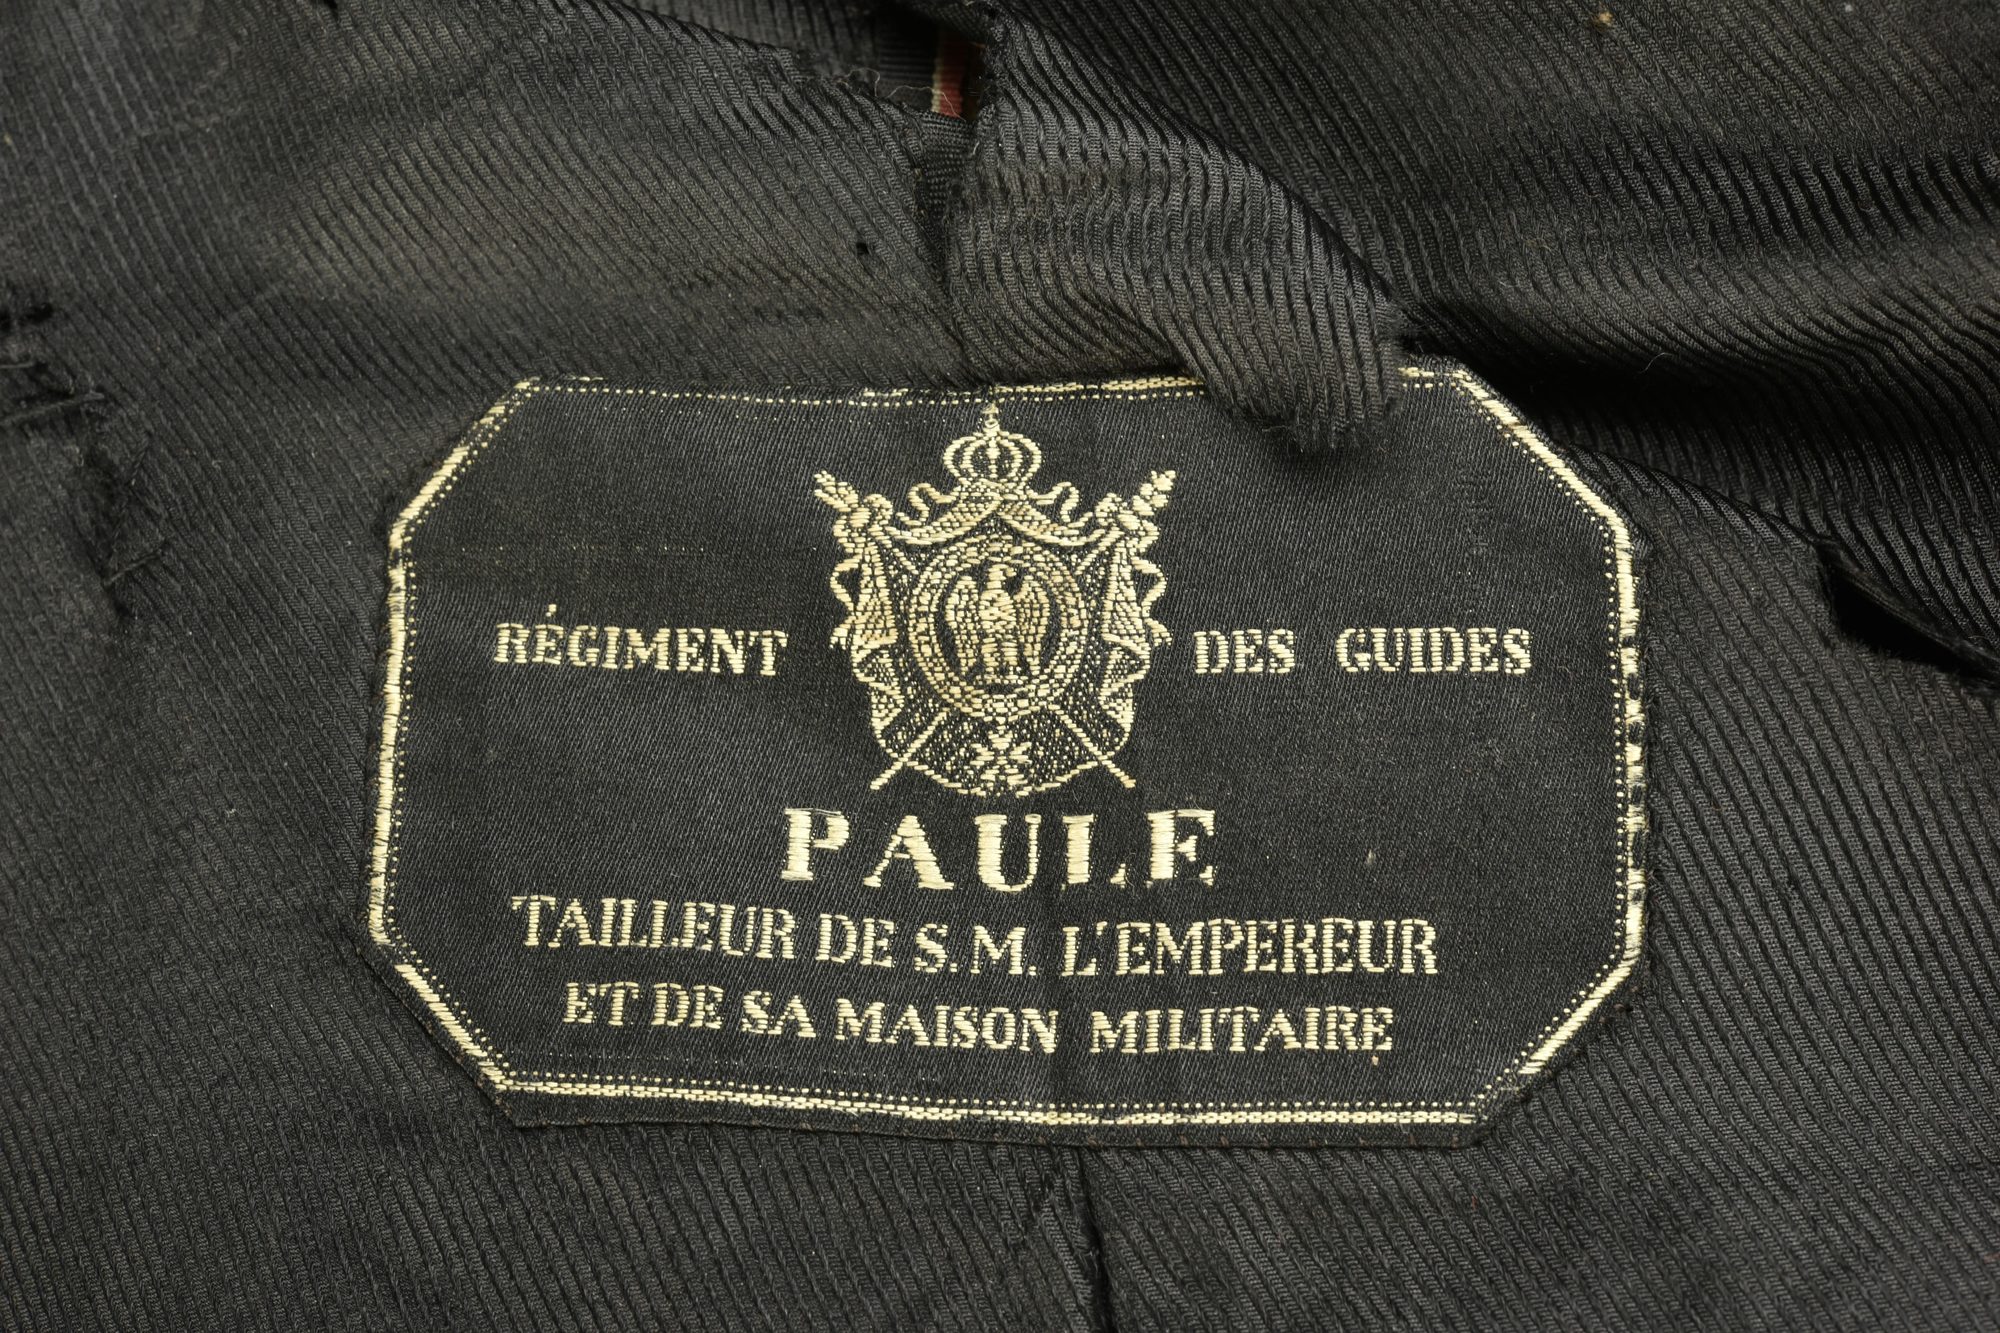 RÉGIMENT DES GUIDES
PAULE
TAILLEUR DE S.M. L'EMPEREUR
ET DE SA MAISON MILITAIRE